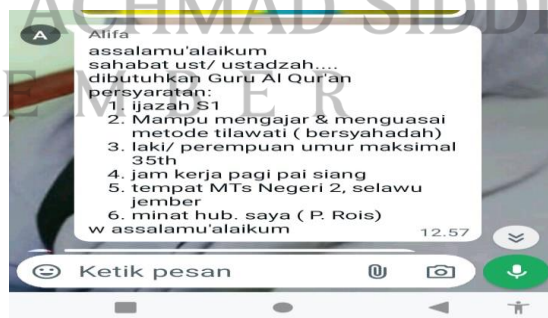 ACHMAD SIDDI
A
Alifa
assalamu'alaikum
sahabat ust/ ustadzah....
dibutuhkan Guru Al Qur'an
persyaratan:
1. ijazah S1
2. Mampu mengajar & menguasai
metode tilawati ( bersyahadah)
3. laki/ perempuan umur maksimal
35th
4. jam kerja pagi pai siang
5. tempat MTs Negeri 2, selawu
jember
6. minat hub. saya ( P. Rois)
w assalamu'alaikum
12.57
E M B E R
Ketik pesan